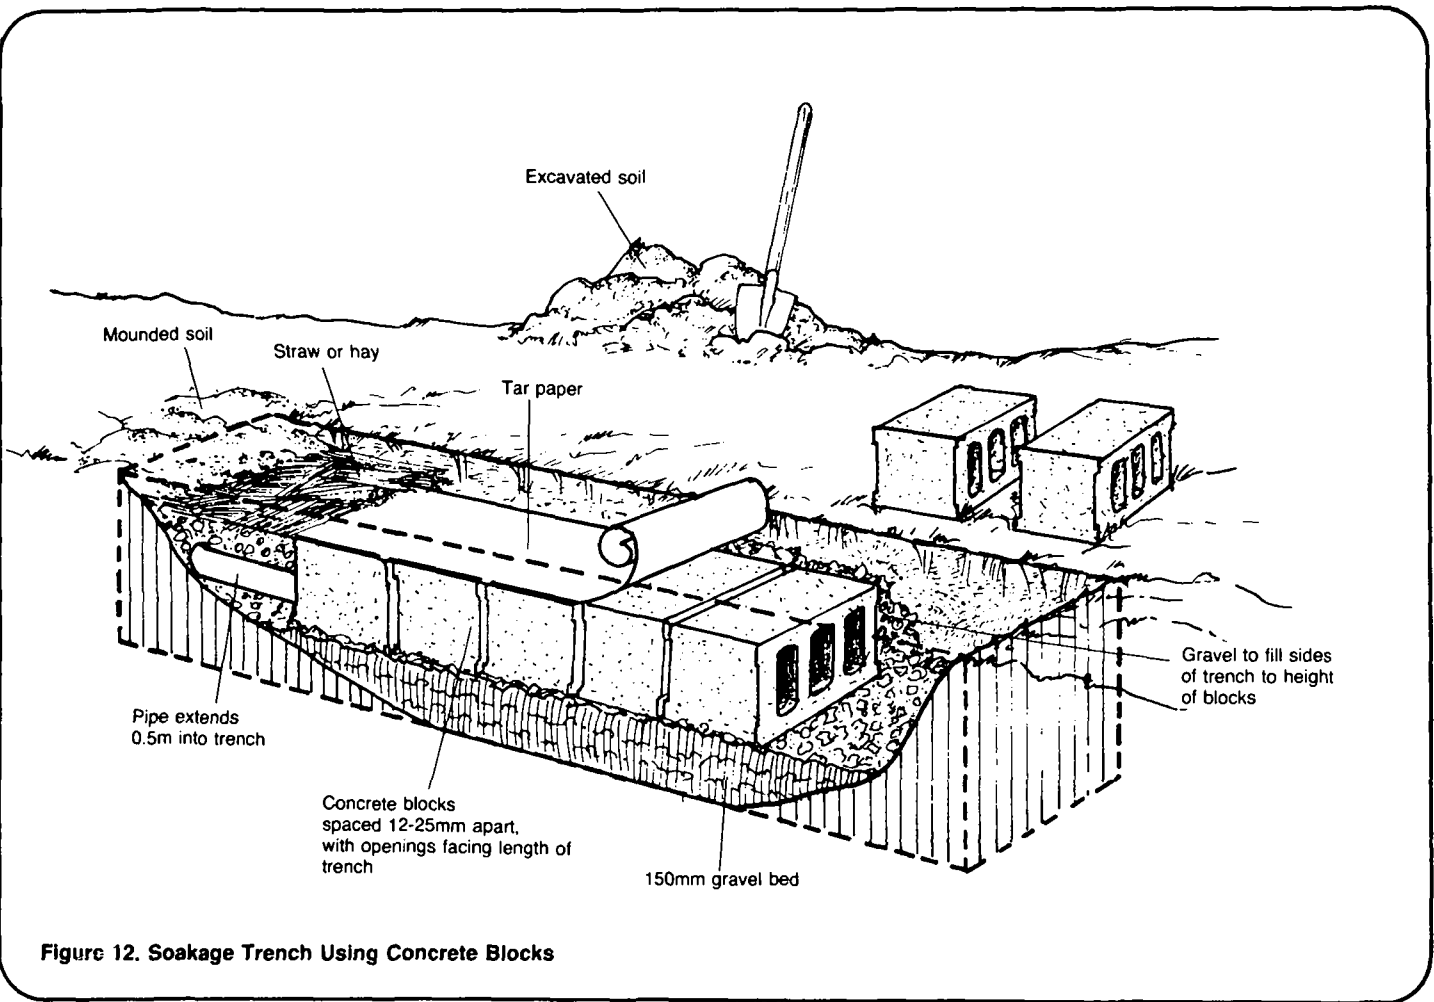 Excavated soil
Mounded soil
Straw or hay
Tar paper
Gravel to fill sides
of trench to height
of blocks
Pipe extends
0.5m into trench
Concrete blocks
spaced 12-25mm apart,
with openings facing length of
trench
150mm gravel bed
Figure 12. Soakage Trench Using Concrete Blocks